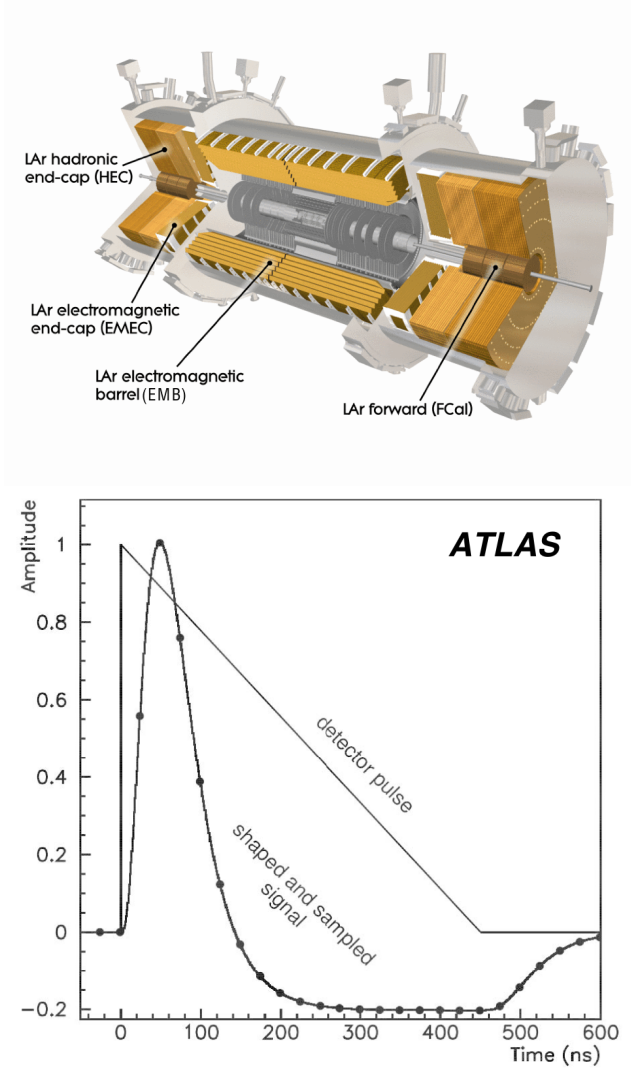 LAr hadronic
end-cap (HEC)
LAr electromagnetic
end-cap (EMEC)
LAr electromagnetic
barrel (EMB)
LAr forward (FCal)
Amplitude
ATLAS
1
0.8
0.6
0.4
0.2
0
−0.2
detector pulse
shaped and sampled
signal
0 100 200 300 400 500 600
Time (ns)